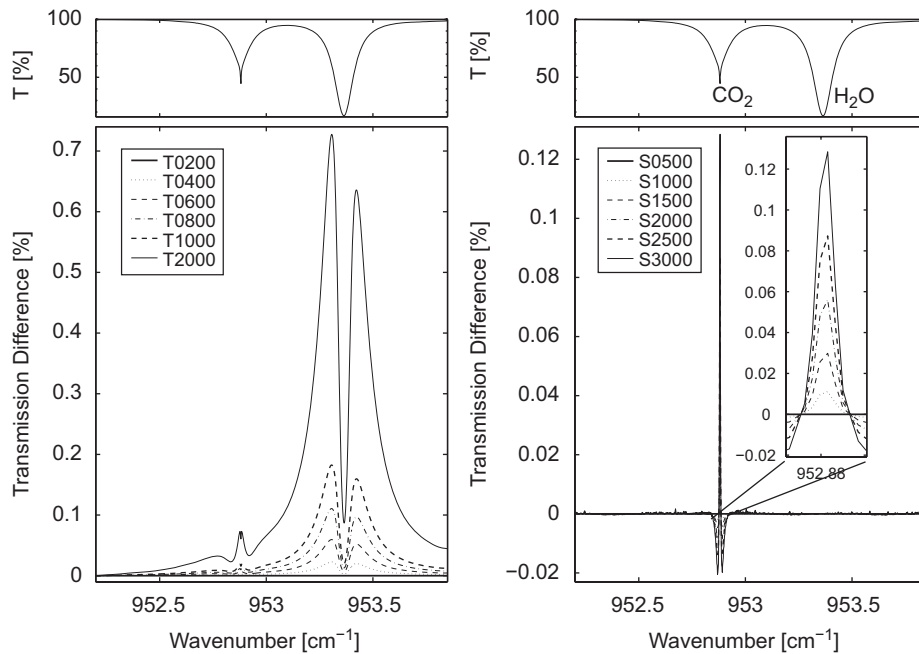 100
50
T [%]
0.7
0.6
0.5
0.4
0.3
0.2
0.1
0
Transmission Difference [%]
T0200
T0400
T0600
T0800
T1000
T2000
952.5
953
953.5
Wavenumber [cm⁻¹]
100
50
T [%]
CO₂
H₂O
0.12
0.1
0.08
0.06
0.04
0.02
0
−0.02
Transmission Difference [%]
S0500
S1000
S1500
S2000
S2500
S3000
0.12
0.1
0.08
0.06
0.04
0.02
0
−0.02
952.88
952.5
953
953.5
Wavenumber [cm⁻¹]